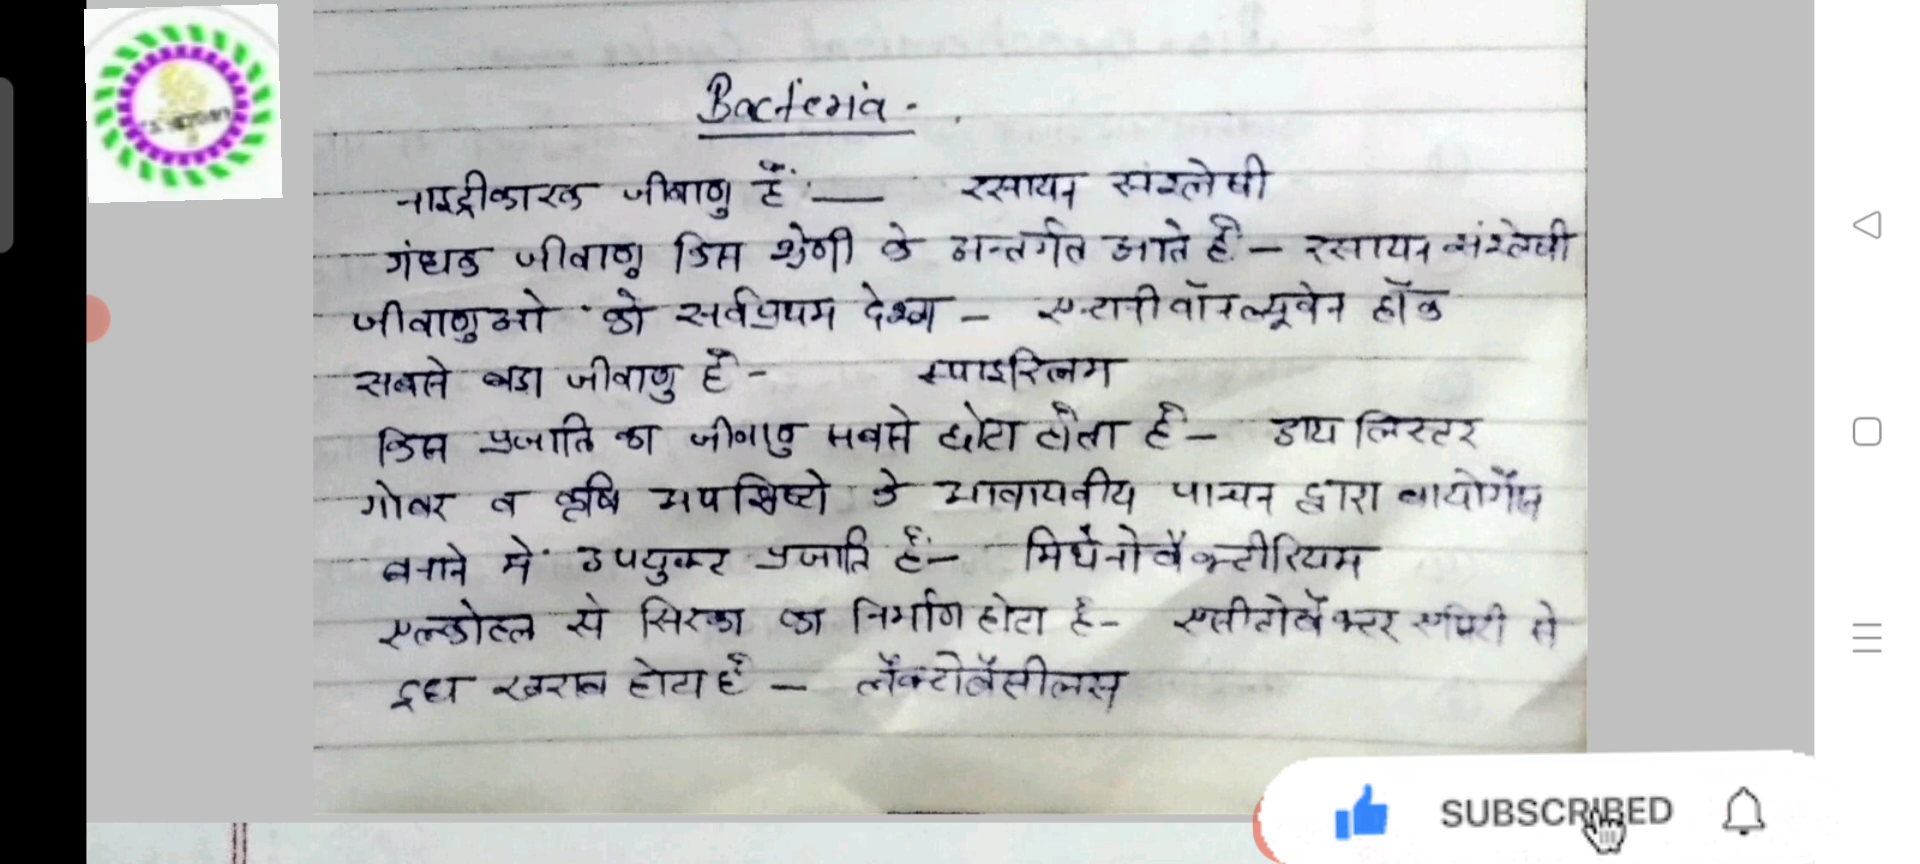 Bacteria.
नाइट्रीकारक जीवाणु हैं :— रसायन संश्लेषी
गंधक जीवाणु किस श्रेणी के अन्तर्गत आते है - रसायन संश्लेषी
जीवाणुओ को सर्वप्रथम देखा - एन्टानीवॉनल्यूवेन हॉक
सबसे बडा जीवाणु है - स्पाइरिलम
किस प्रजाति का जीवाणु सबसे छोटा होता है - डाय लिस्टर
गोबर व कृषि अपशिष्टो के अवायवीय पाचन द्वारा बायोगैस
बनाने मे उपयुक्त प्रजाति है:- मिथैनोबैक्टीरियम
एल्कोहल से सिरका का निर्माण होता है- एसीटोबैक्टर एसिटी से
दूध खराब होता है - लैक्टोबैसीलस
SUBSCRIBED